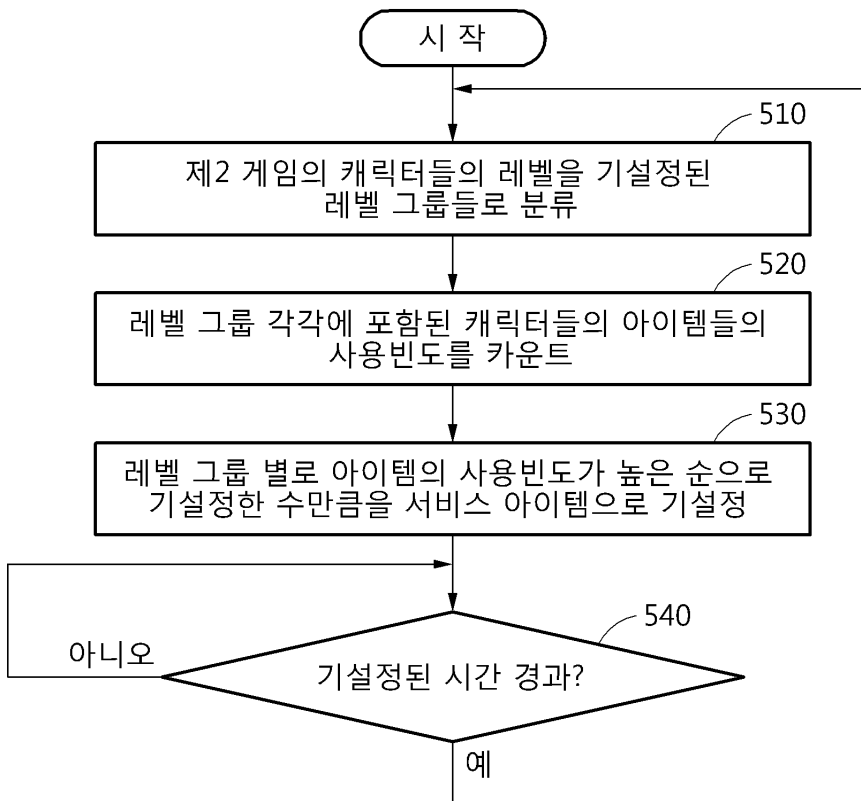 시 작
510
제2 게임의 캐릭터들의 레벨을 기설정된
레벨 그룹들로 분류
520
레벨 그룹 각각에 포함된 캐릭터들의 아이템들의
사용빈도를 카운트
530
레벨 그룹 별로 아이템의 사용빈도가 높은 순으로
기설정한 수만큼을 서비스 아이템으로 기설정
540
아니오
기설정된 시간 경과?
예